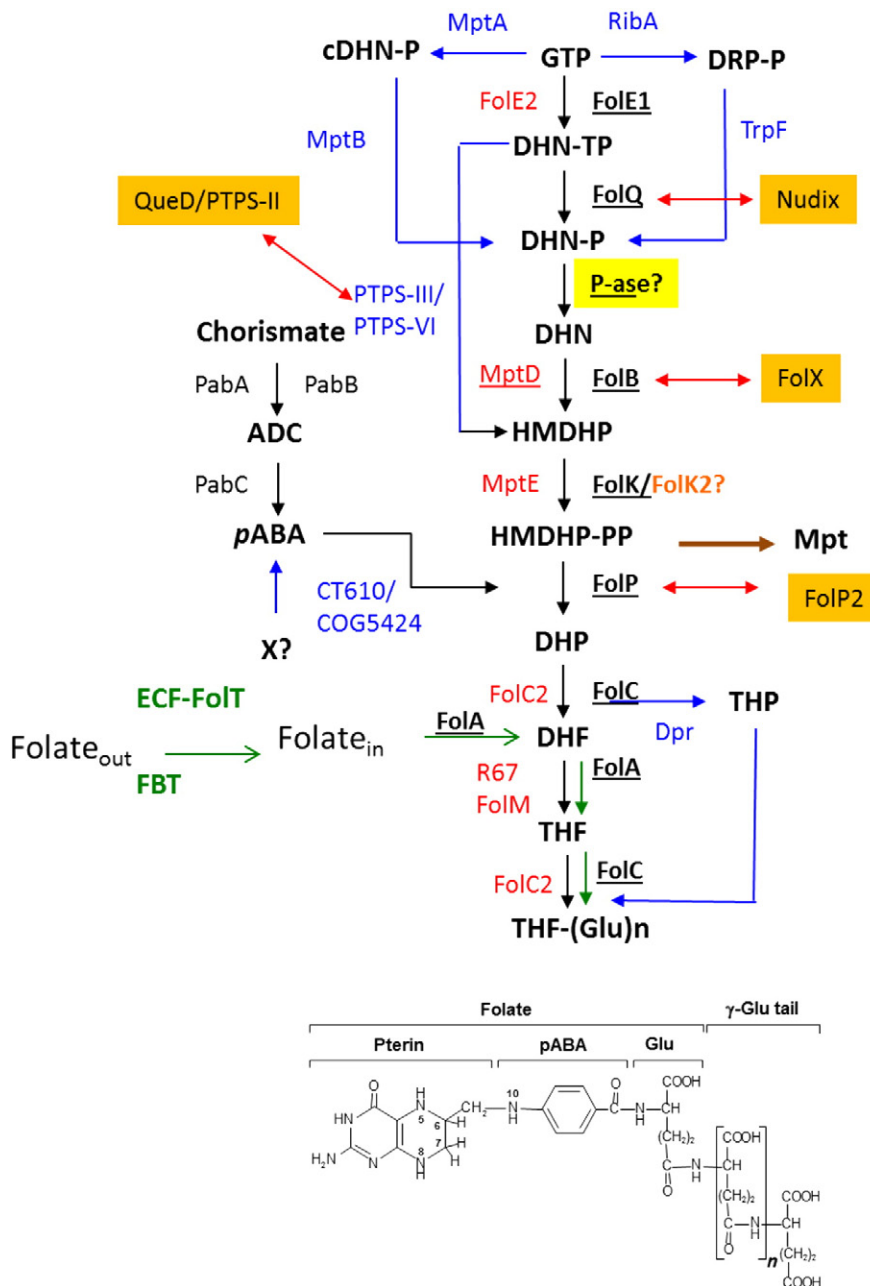 MptA
RibA
cDHN-P
GTP
DRP-P
FolE2
FolE1
MptB
TrpF
DHN-TP
QueD/PTPS-II
FolQ
Nudix
DHN-P
P-ase?
PTPS-III/
PTPS-VI
DHN
Chorismate
PabA
PabB
MptD
FolB
FolX
ADC
HMDHP
PabC
MptE
FolK/FolK2?
pABA
HMDHP-PP
Mpt
CT610/
COG5424
FolP
FolP2
X?
DHP
ECF-FolT
FolC2
FolC
THP
Folateout
Folatein
FolA
DHF
Dpr
FBT
R67
FolM
FolA
THF
FolC2
FolC
THF-(Glu)n
Folate
γ-Glu tail
Pterin
pABA
Glu
O
H
N
5
HN
6
H
7
H
H
8
N
H
N
H2N
CH2
10
H
N
O
C
N
H
COOH
CH
(CH2)2
C
O
N
H
COOH
CH
(CH2)2
C
O
N
H
n
COOH
CH
(CH2)2
COOH